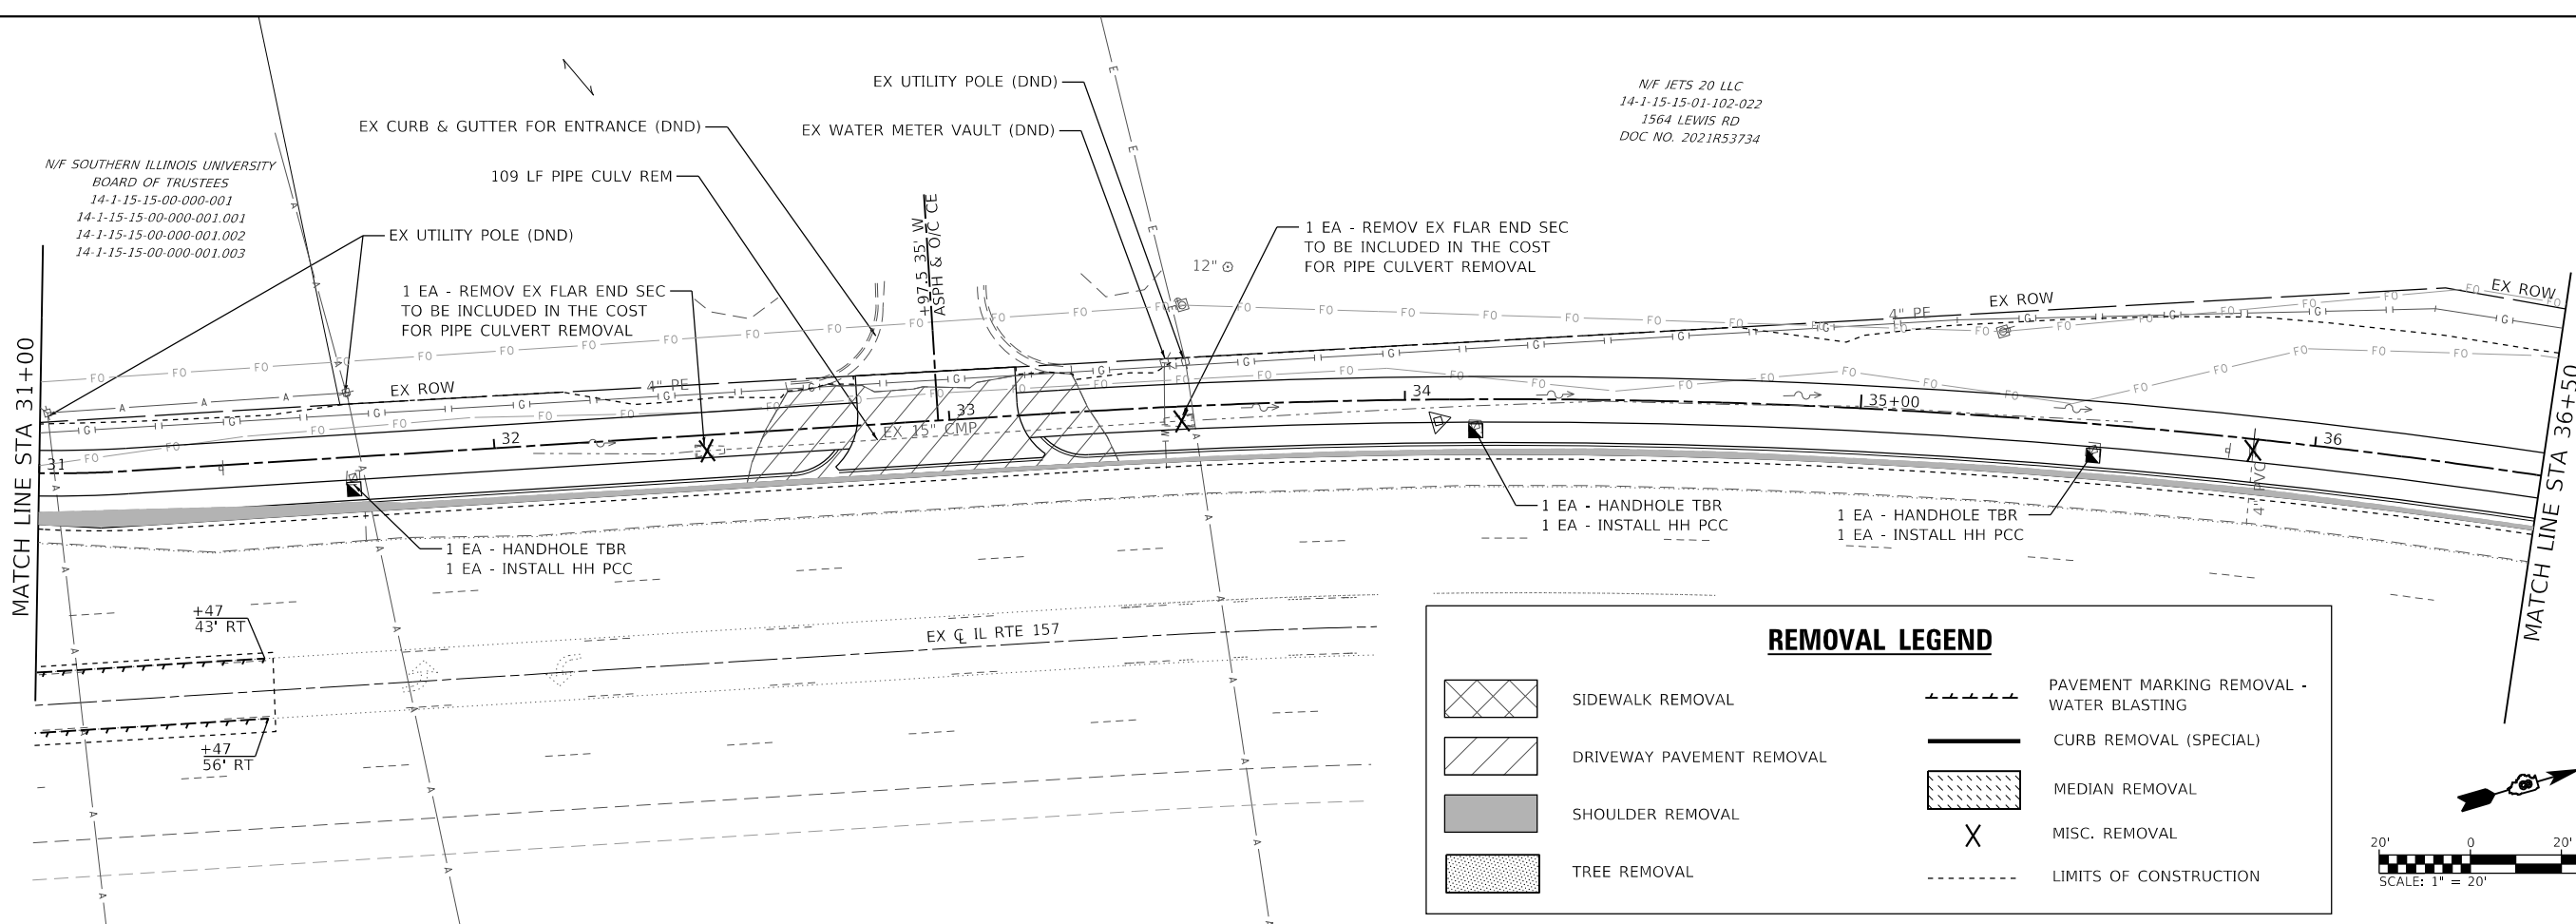 EX UTILITY POLE (DND)
EX CURB & GUTTER FOR ENTRANCE (DND)
EX WATER METER VAULT (DND)
109 LF PIPE CULV REM
N/F JETS 20 LLC
14-1-15-15-01-102-022
1564 LEWIS RD
DOC NO. 2021R53734
N/F SOUTHERN ILLINOIS UNIVERSITY
BOARD OF TRUSTEES
14-1-15-15-00-000-001
14-1-15-15-00-000-001.001
14-1-15-15-00-000-001.002
14-1-15-15-00-000-001.003
EX UTILITY POLE (DND)
1 EA - REMOV EX FLAR END SEC
TO BE INCLUDED IN THE COST
FOR PIPE CULVERT REMOVAL
1 EA - REMOV EX FLAR END SEC
TO BE INCLUDED IN THE COST
FOR PIPE CULVERT REMOVAL
+97.5 35' W
ASPH & O/C CE
12"
MATCH LINE STA 31+00
EX ROW
4" PE
EX ROW
4" PE
EX ROW
31
32
33
34
35+00
36
EX 15" CMP
MATCH LINE STA 36+50
1 EA - HANDHOLE TBR
1 EA - INSTALL HH PCC
1 EA - HANDHOLE TBR
1 EA - INSTALL HH PCC
1 EA - HANDHOLE TBR
1 EA - INSTALL HH PCC
+47
43' RT
EX ℄ IL RTE 157
+47
56' RT
REMOVAL LEGEND
SIDEWALK REMOVAL
DRIVEWAY PAVEMENT REMOVAL
SHOULDER REMOVAL
TREE REMOVAL
PAVEMENT MARKING REMOVAL -
WATER BLASTING
CURB REMOVAL (SPECIAL)
MEDIAN REMOVAL
MISC. REMOVAL
LIMITS OF CONSTRUCTION
20' 0 20'
SCALE: 1" = 20'